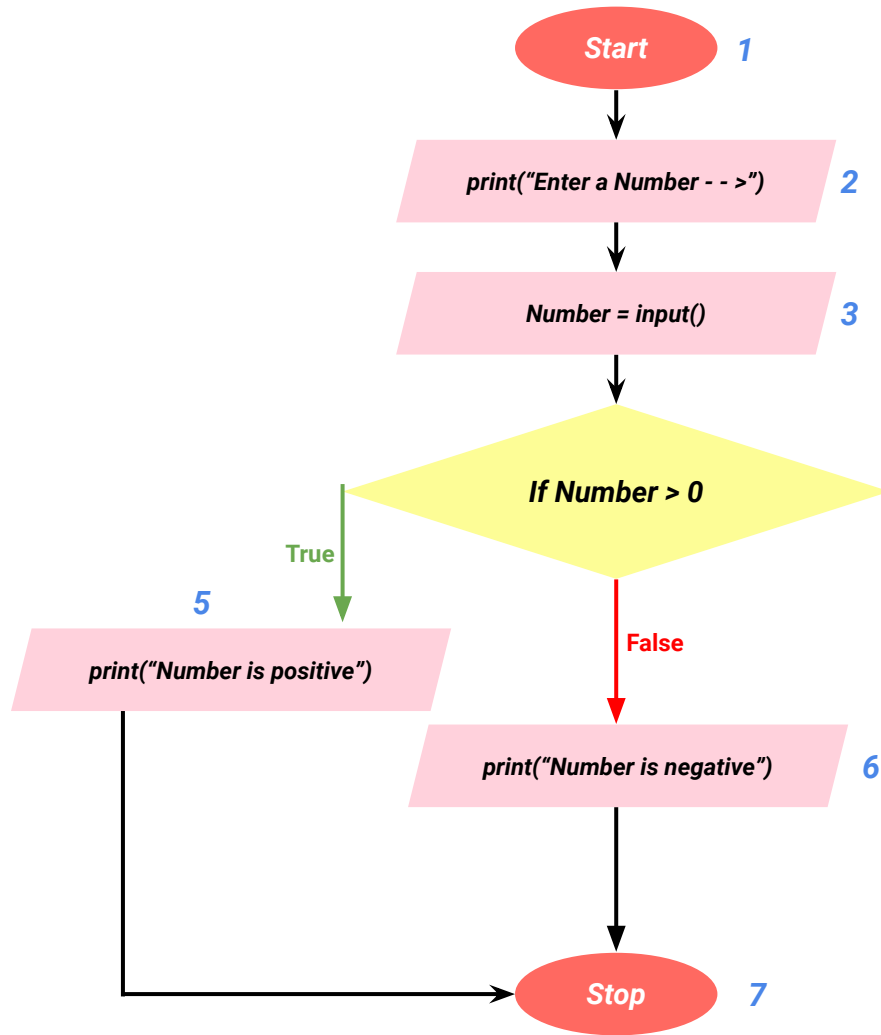 Start
1
print(“Enter a Number - - >”)
2
Number = input()
3
If Number > 0
True
False
5
print(“Number is positive”)
print(“Number is negative”)
6
Stop
7